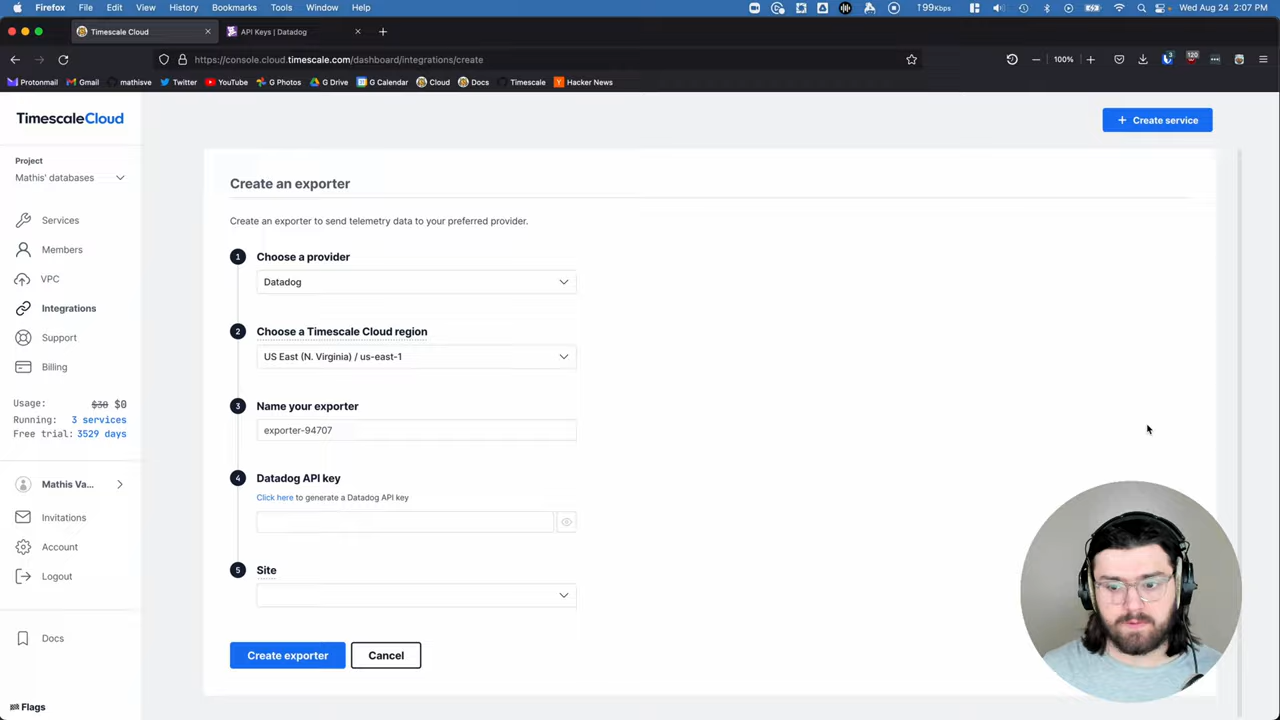 Firefox File Edit View History Bookmarks Tools Window Help
199kbps
Wed Aug 24 2:07 PM
Timescale Cloud
API Keys | Datadog
https://console.cloud.timescale.com/dashboard/integrations/create
100%
3
120
Protonmail Gmail mathisve Twitter YouTube G Photos G Drive G Calendar Cloud Docs Timescale Hacker News
TimescaleCloud
Create service
Project
Mathis' databases
Services
Members
VPC
Integrations
Support
Billing
Usage: $30 $0
Running: 3 services
Free trial: 3529 days
Mathis Va...
Invitations
Account
Logout
Docs
Flags
Create an exporter
Create an exporter to send telemetry data to your preferred provider.
1 Choose a provider
Datadog
2 Choose a Timescale Cloud region
US East (N. Virginia) / us-east-1
3 Name your exporter
exporter-94707
4 Datadog API key
Click here to generate a Datadog API key
5 Site
Create exporter
Cancel